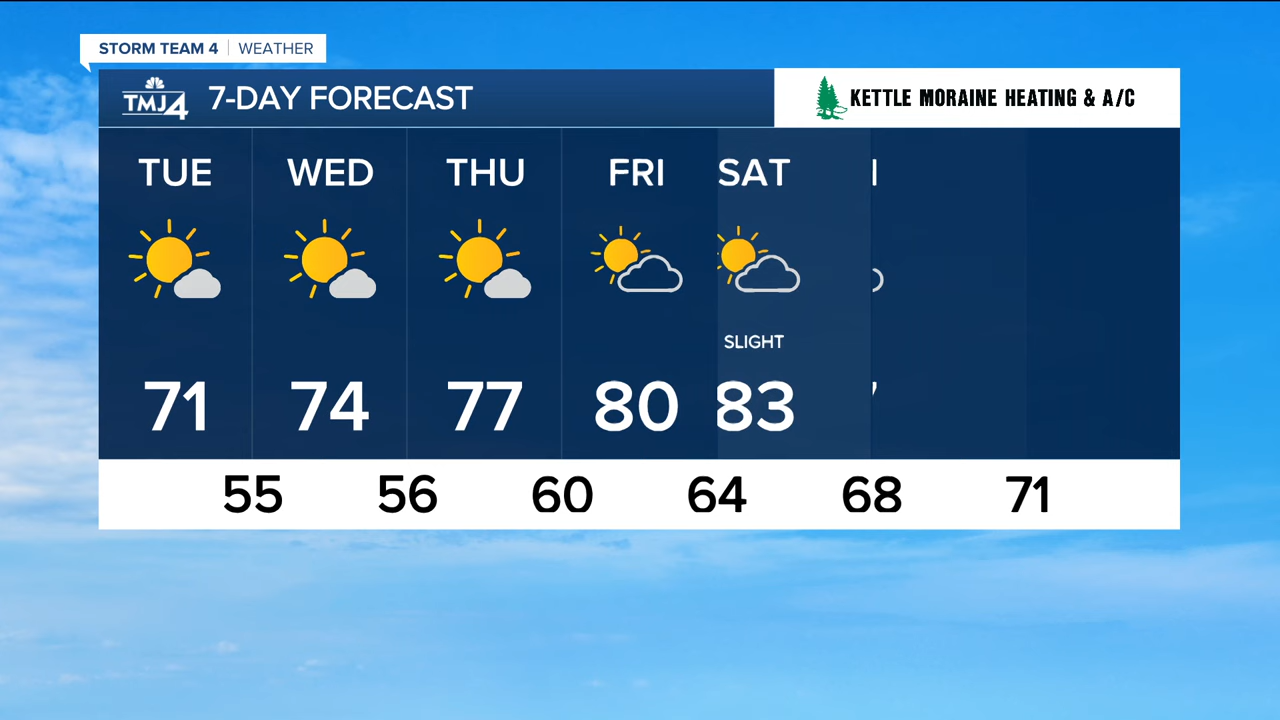 STORM TEAM 4 | WEATHER
TMJ4 7-DAY FORECAST
KETTLE MORAINE HEATING & A/C
TUE WED THU FRI SAT
SLIGHT
71 74 77 80 83
55 56 60 64 68 71